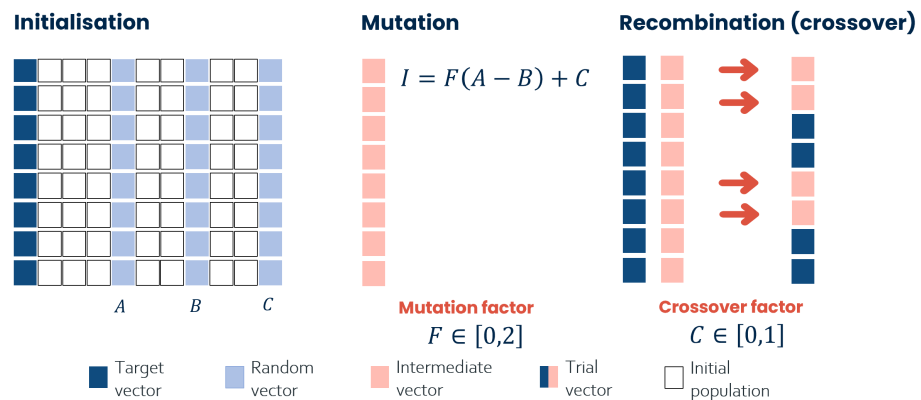 Initialisation
Mutation
Recombination (crossover)
I = F(A − B) + C
A
B
C
Mutation factor
F ∈ [0,2]
Crossover factor
C ∈ [0,1]
Target
vector
Random
vector
Intermediate
vector
Trial
vector
Initial
population